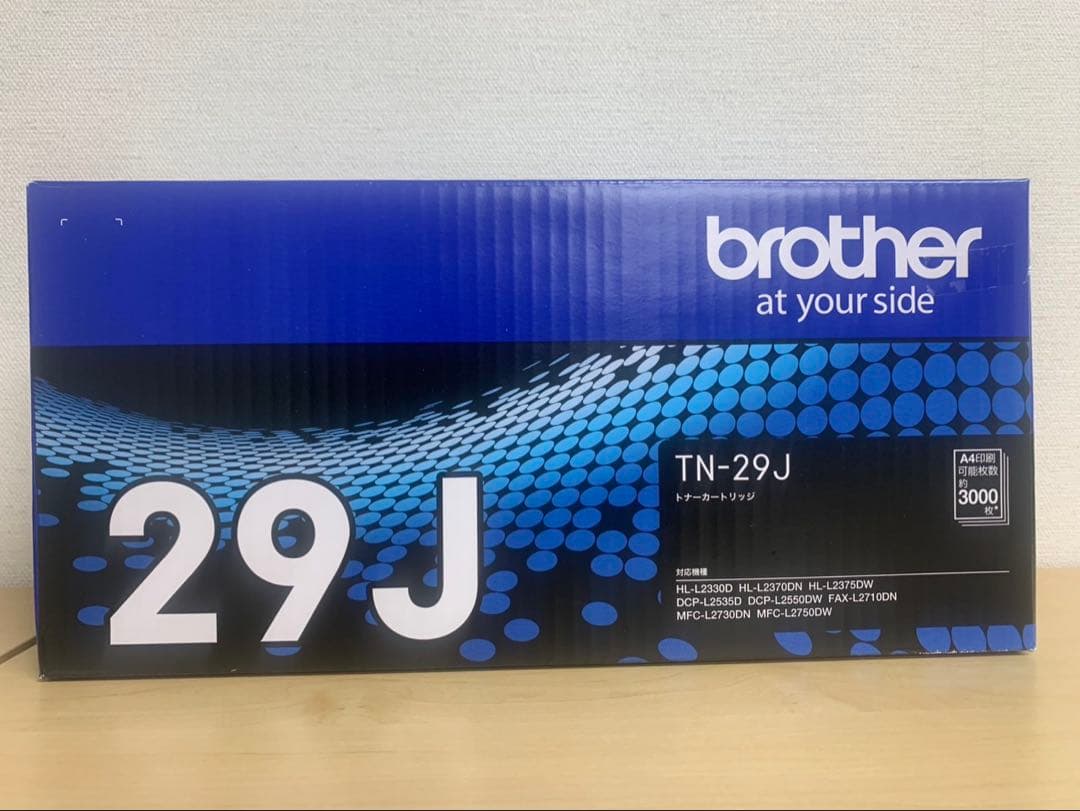 brother
at your side
29J
TN-29J
トナーカートリッジ
A4印刷
可能枚数
約
3000
枚*
対応機種
HL-L2330D HL-L2370DN HL-L2375DW
DCP-L2535D DCP-L2550DW FAX-L2710DN
MFC-L2730DN MFC-L2750DW